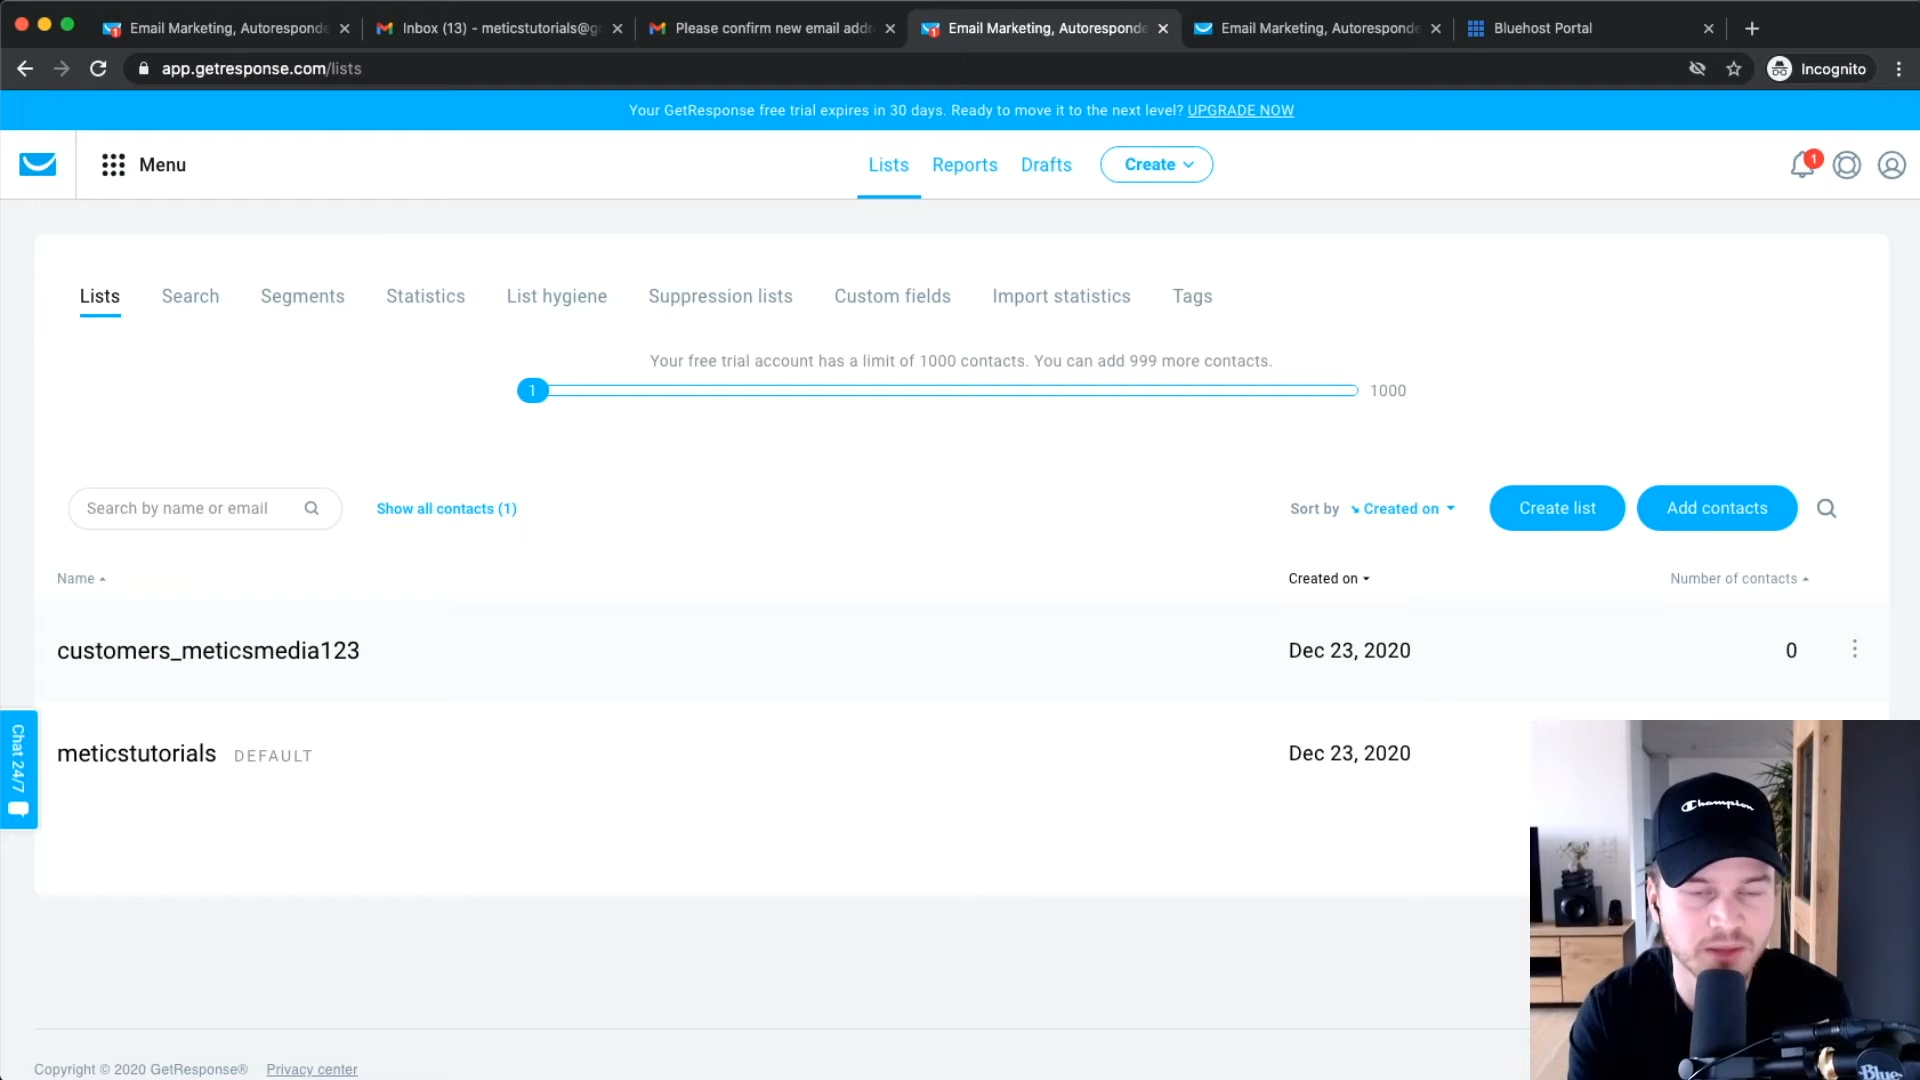 Email Marketing, Autoresponde
Inbox (13) - meticstutorials@g
Please confirm new email addr
Email Marketing, Autoresponde
Email Marketing, Autoresponde
Bluehost Portal
app.getresponse.com/lists
Incognito
Your GetResponse free trial expires in 30 days. Ready to move it to the next level? UPGRADE NOW
Menu
Lists
Reports
Drafts
Create
1
Lists
Search
Segments
Statistics
List hygiene
Suppression lists
Custom fields
Import statistics
Tags
Your free trial account has a limit of 1000 contacts. You can add 999 more contacts.
1
1000
Search by name or email
Show all contacts (1)
Sort by
Created on
Create list
Add contacts
Name
Created on
Number of contacts
customers_meticsmedia123
Dec 23, 2020
0
meticstutorials DEFAULT
Dec 23, 2020
Chat 24/7
Champion
Blue
Copyright © 2020 GetResponse®
Privacy center